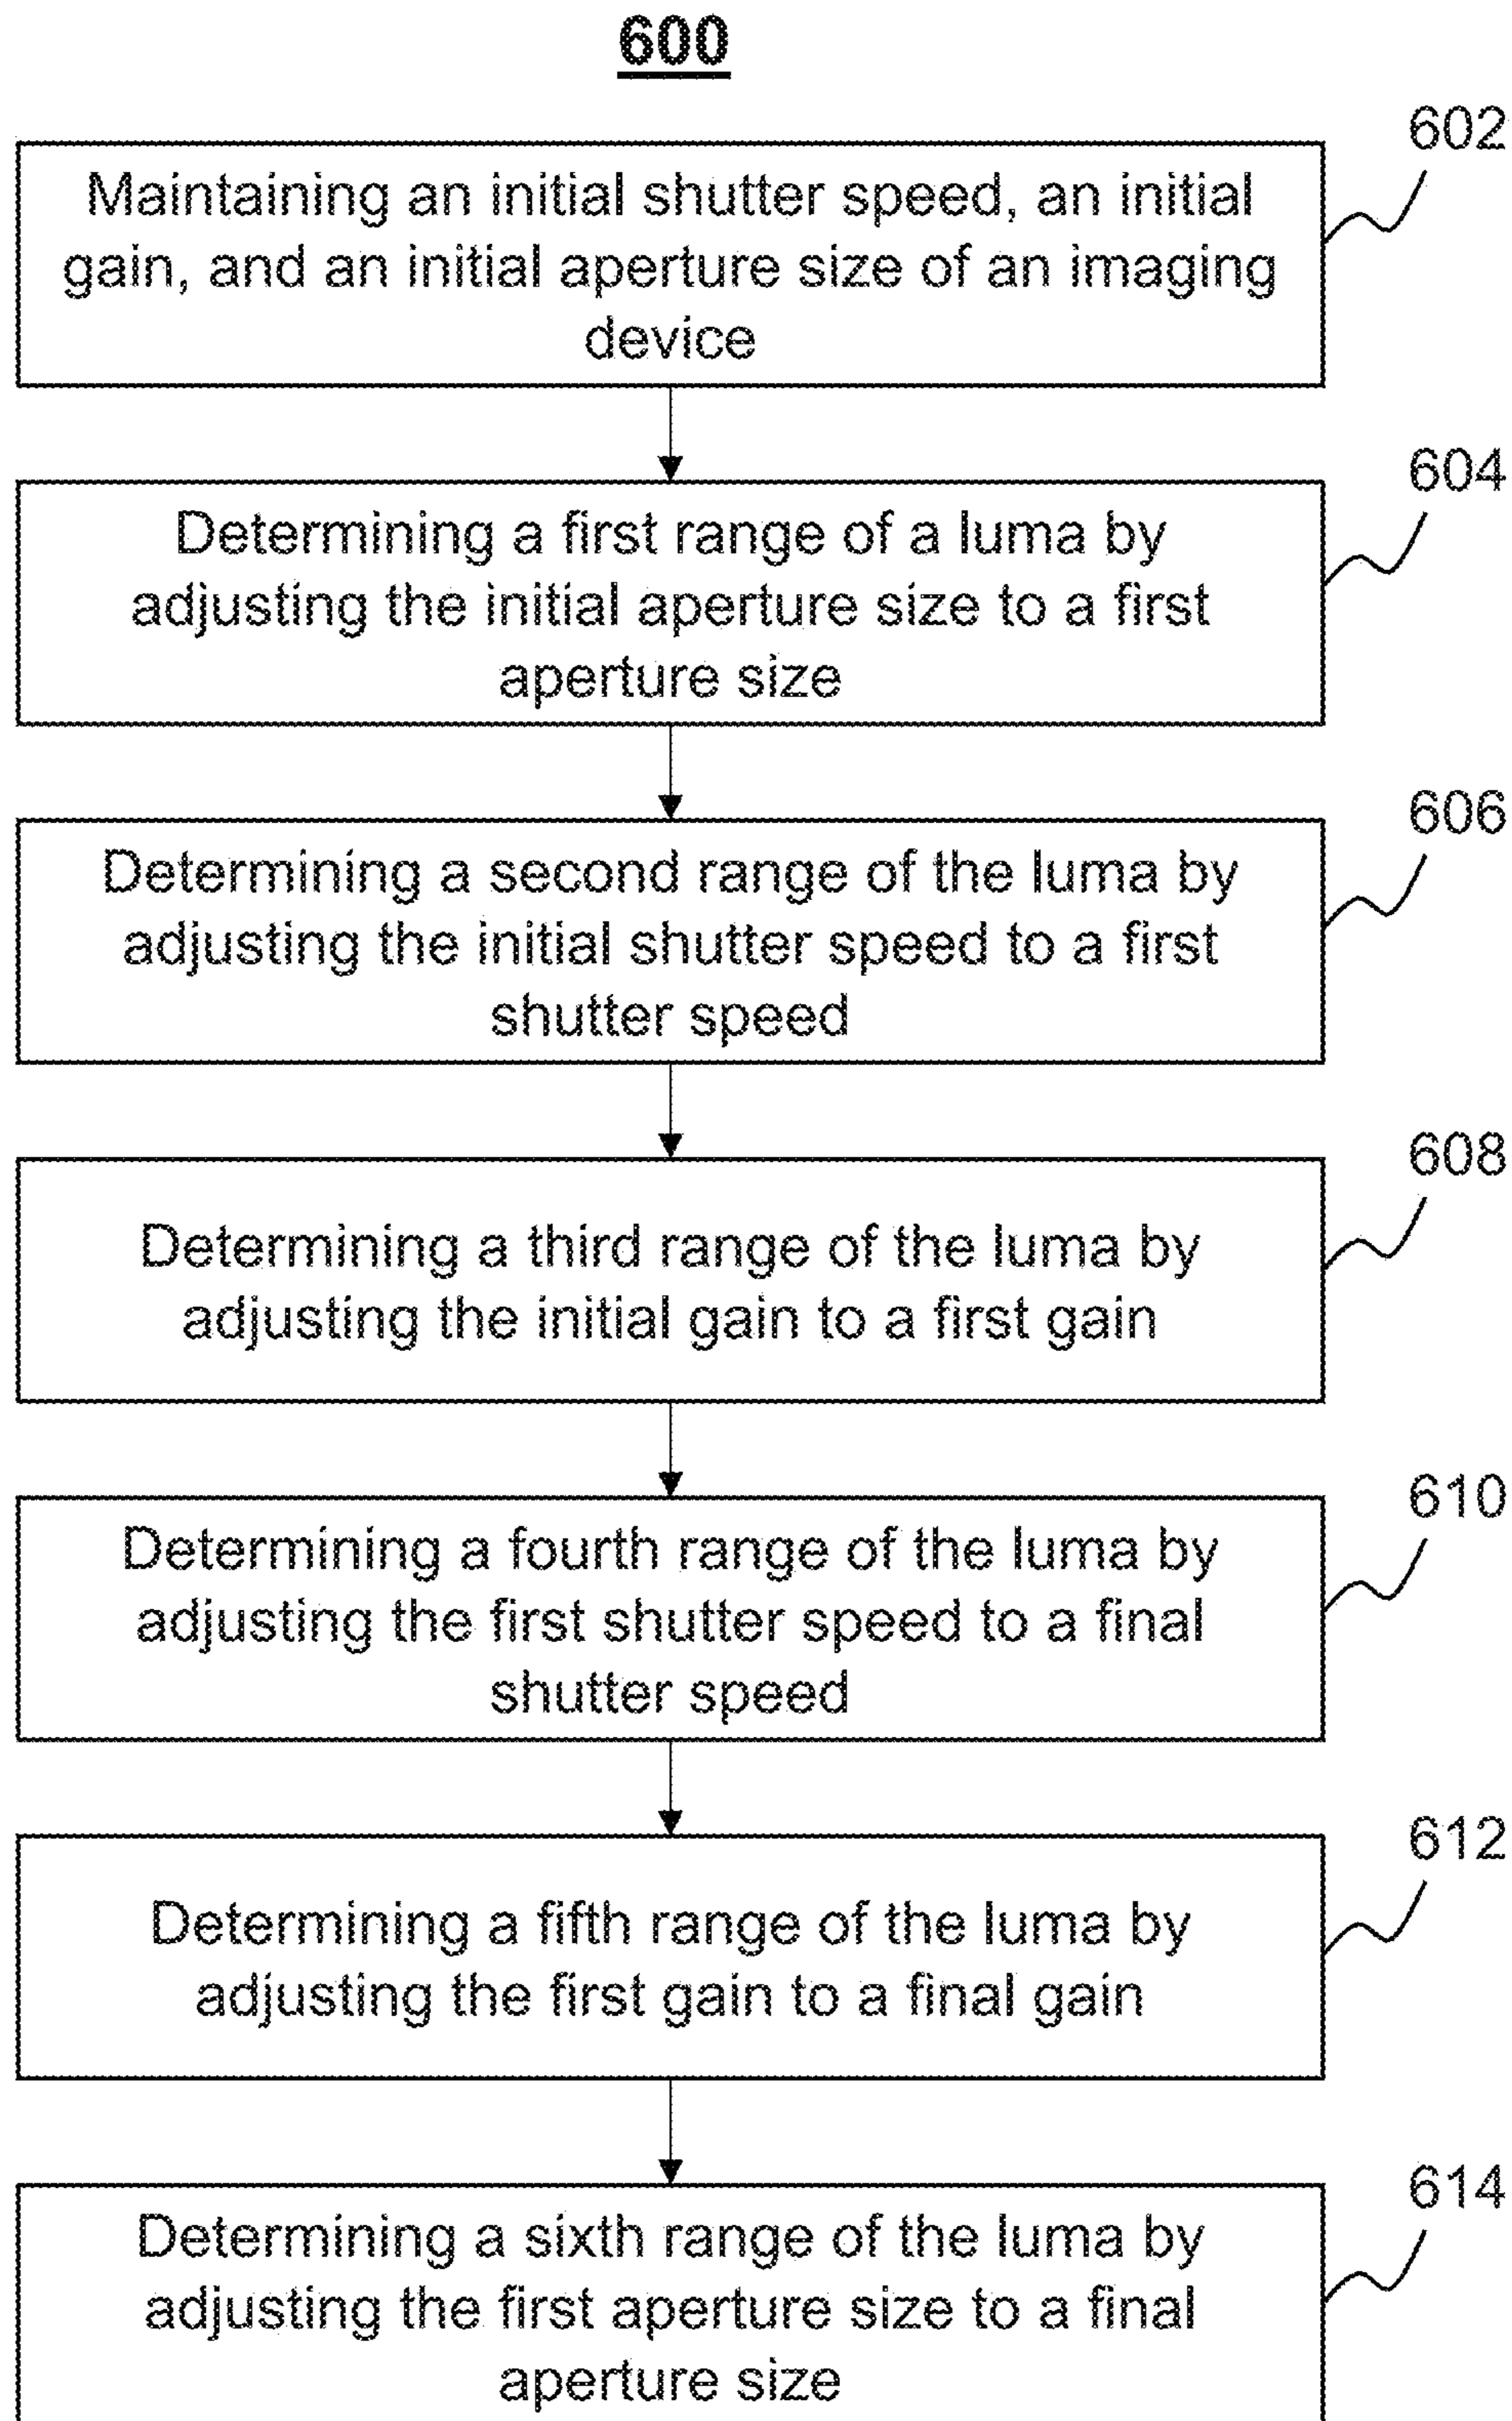 600
602
Maintaining an initial shutter speed, an initial
gain, and an initial aperture size of an imaging
device
604
Determining a first range of a luma by
adjusting the initial aperture size to a first
aperture size
606
Determining a second range of the luma by
adjusting the initial shutter speed to a first
shutter speed
608
Determining a third range of the luma by
adjusting the initial gain to a first gain
610
Determining a fourth range of the luma by
adjusting the first shutter speed to a final
shutter speed
612
Determining a fifth range of the luma by
adjusting the first gain to a final gain
614
Determining a sixth range of the luma by
adjusting the first aperture size to a final
aperture size